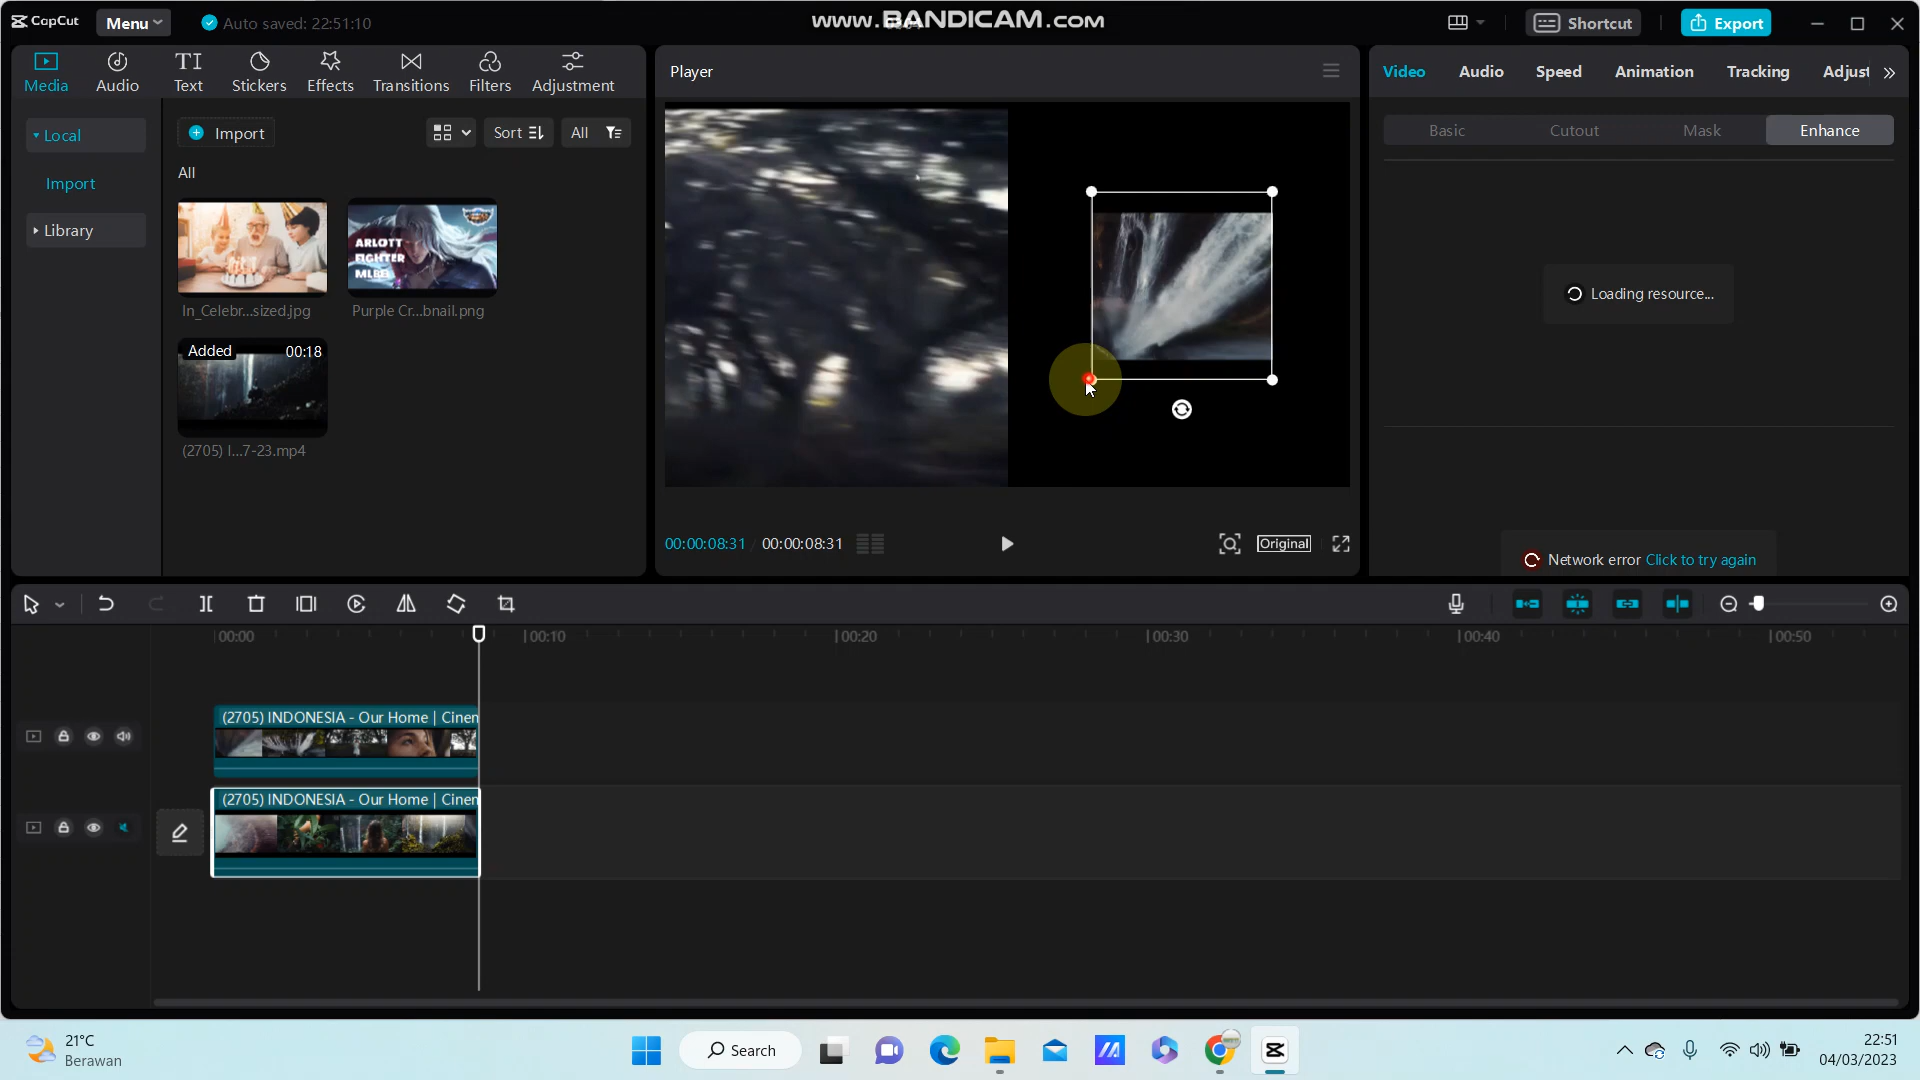 CapCut
Menu
Auto saved: 22:51:10
www.BANDICAM.com
Shortcut
Export
Media
Audio
Text
Stickers
Effects
Transitions
Filters
Adjustment
Local
Import
Library
Import
Sort
All
All
In_Celebr...sized.jpg
ARLOTT
FIGHTER
MLBB
Purple Cr...bnail.png
Added
00:18
(2705) I...7-23.mp4
Player
00:00:08:31
00:00:08:31
Original
Video
Audio
Speed
Animation
Tracking
Adjust
Basic
Cutout
Mask
Enhance
Loading resource...
Network error Click to try again
00:00
00:10
00:20
00:30
00:40
00:50
(2705) INDONESIA - Our Home | Cinem
(2705) INDONESIA - Our Home | Cinem
21°C
Berawan
Search
22:51
04/03/2023